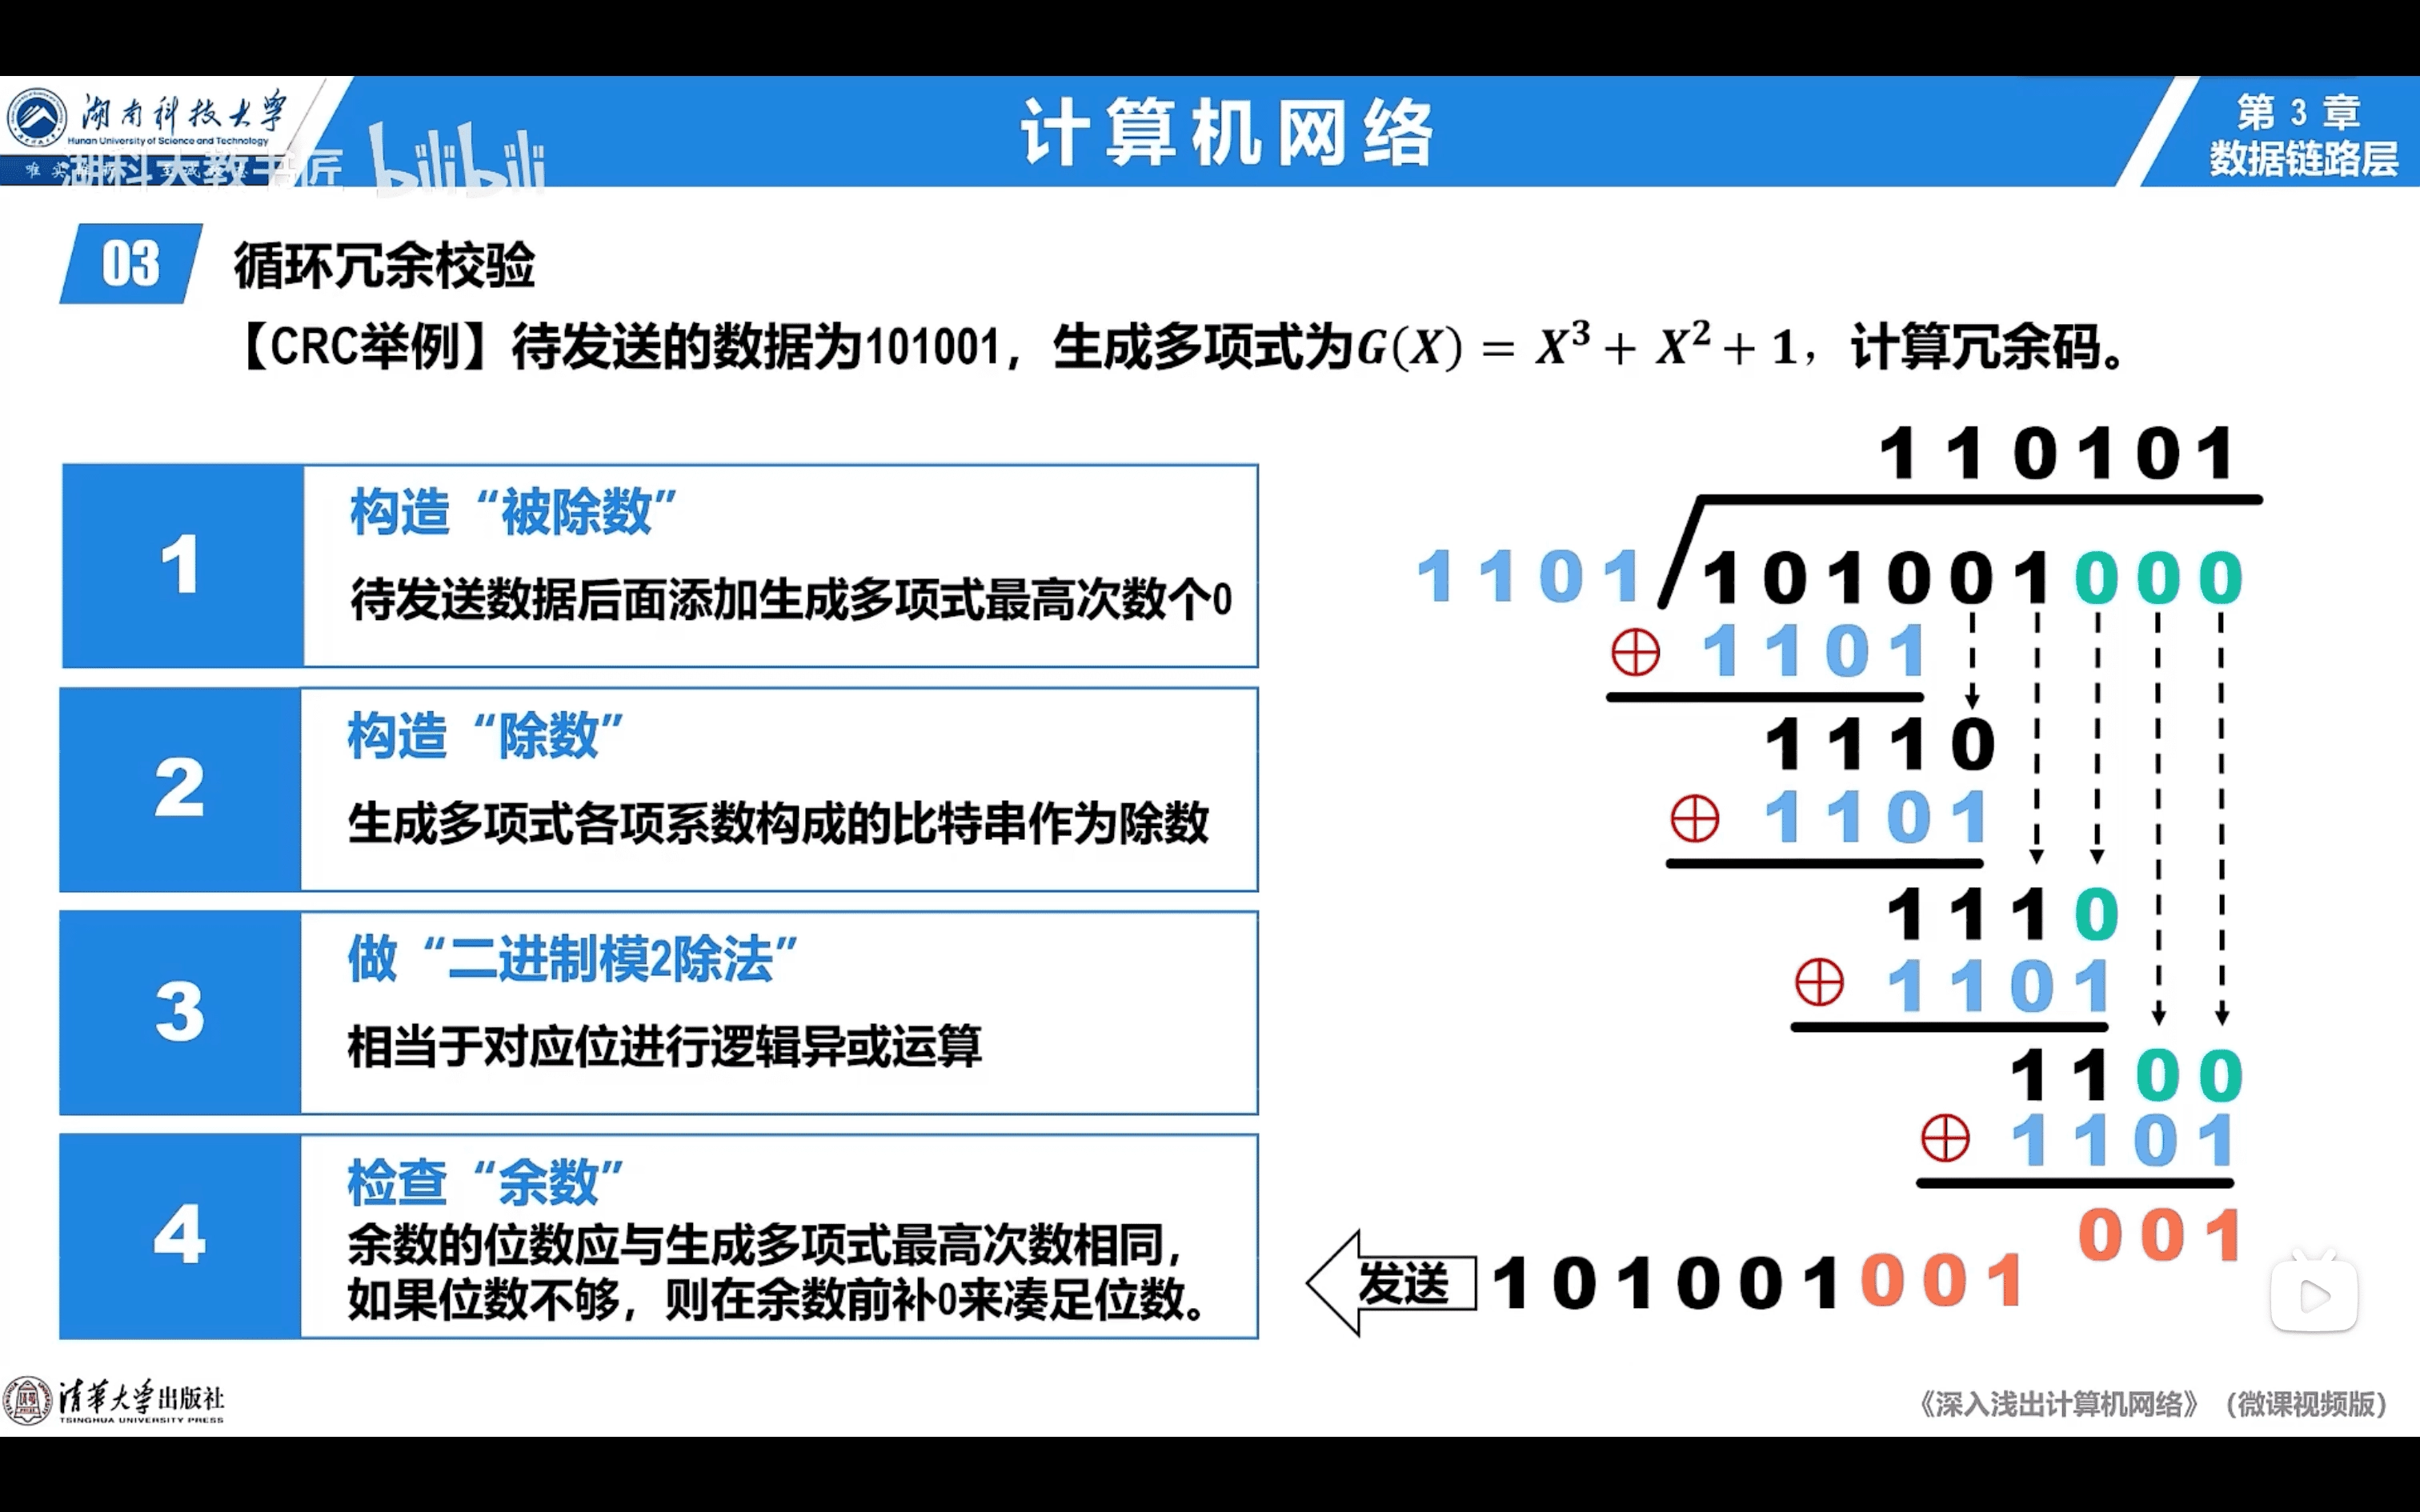 湖南科技大学
Hunan University of Science and Technology
湖科大教书匠 bilibili
计算机网络
第 3 章
数据链路层
03 循环冗余校验
【CRC举例】待发送的数据为101001，生成多项式为G(X) = X³ + X² + 1，计算冗余码。
1
构造“被除数”
待发送数据后面添加生成多项式最高次数个0
2
构造“除数”
生成多项式各项系数构成的比特串作为除数
3
做“二进制模2除法”
相当于对应位进行逻辑异或运算
4
检查“余数”
余数的位数应与生成多项式最高次数相同，
如果位数不够，则在余数前补0来凑足位数。
110101
1101 101001000
⊕ 1101
1110
⊕ 1101
1110
⊕ 1101
1100
⊕ 1101
001
发送 101001001
清华大学出版社
TSINGHUA UNIVERSITY PRESS
《深入浅出计算机网络》（微课视频版）